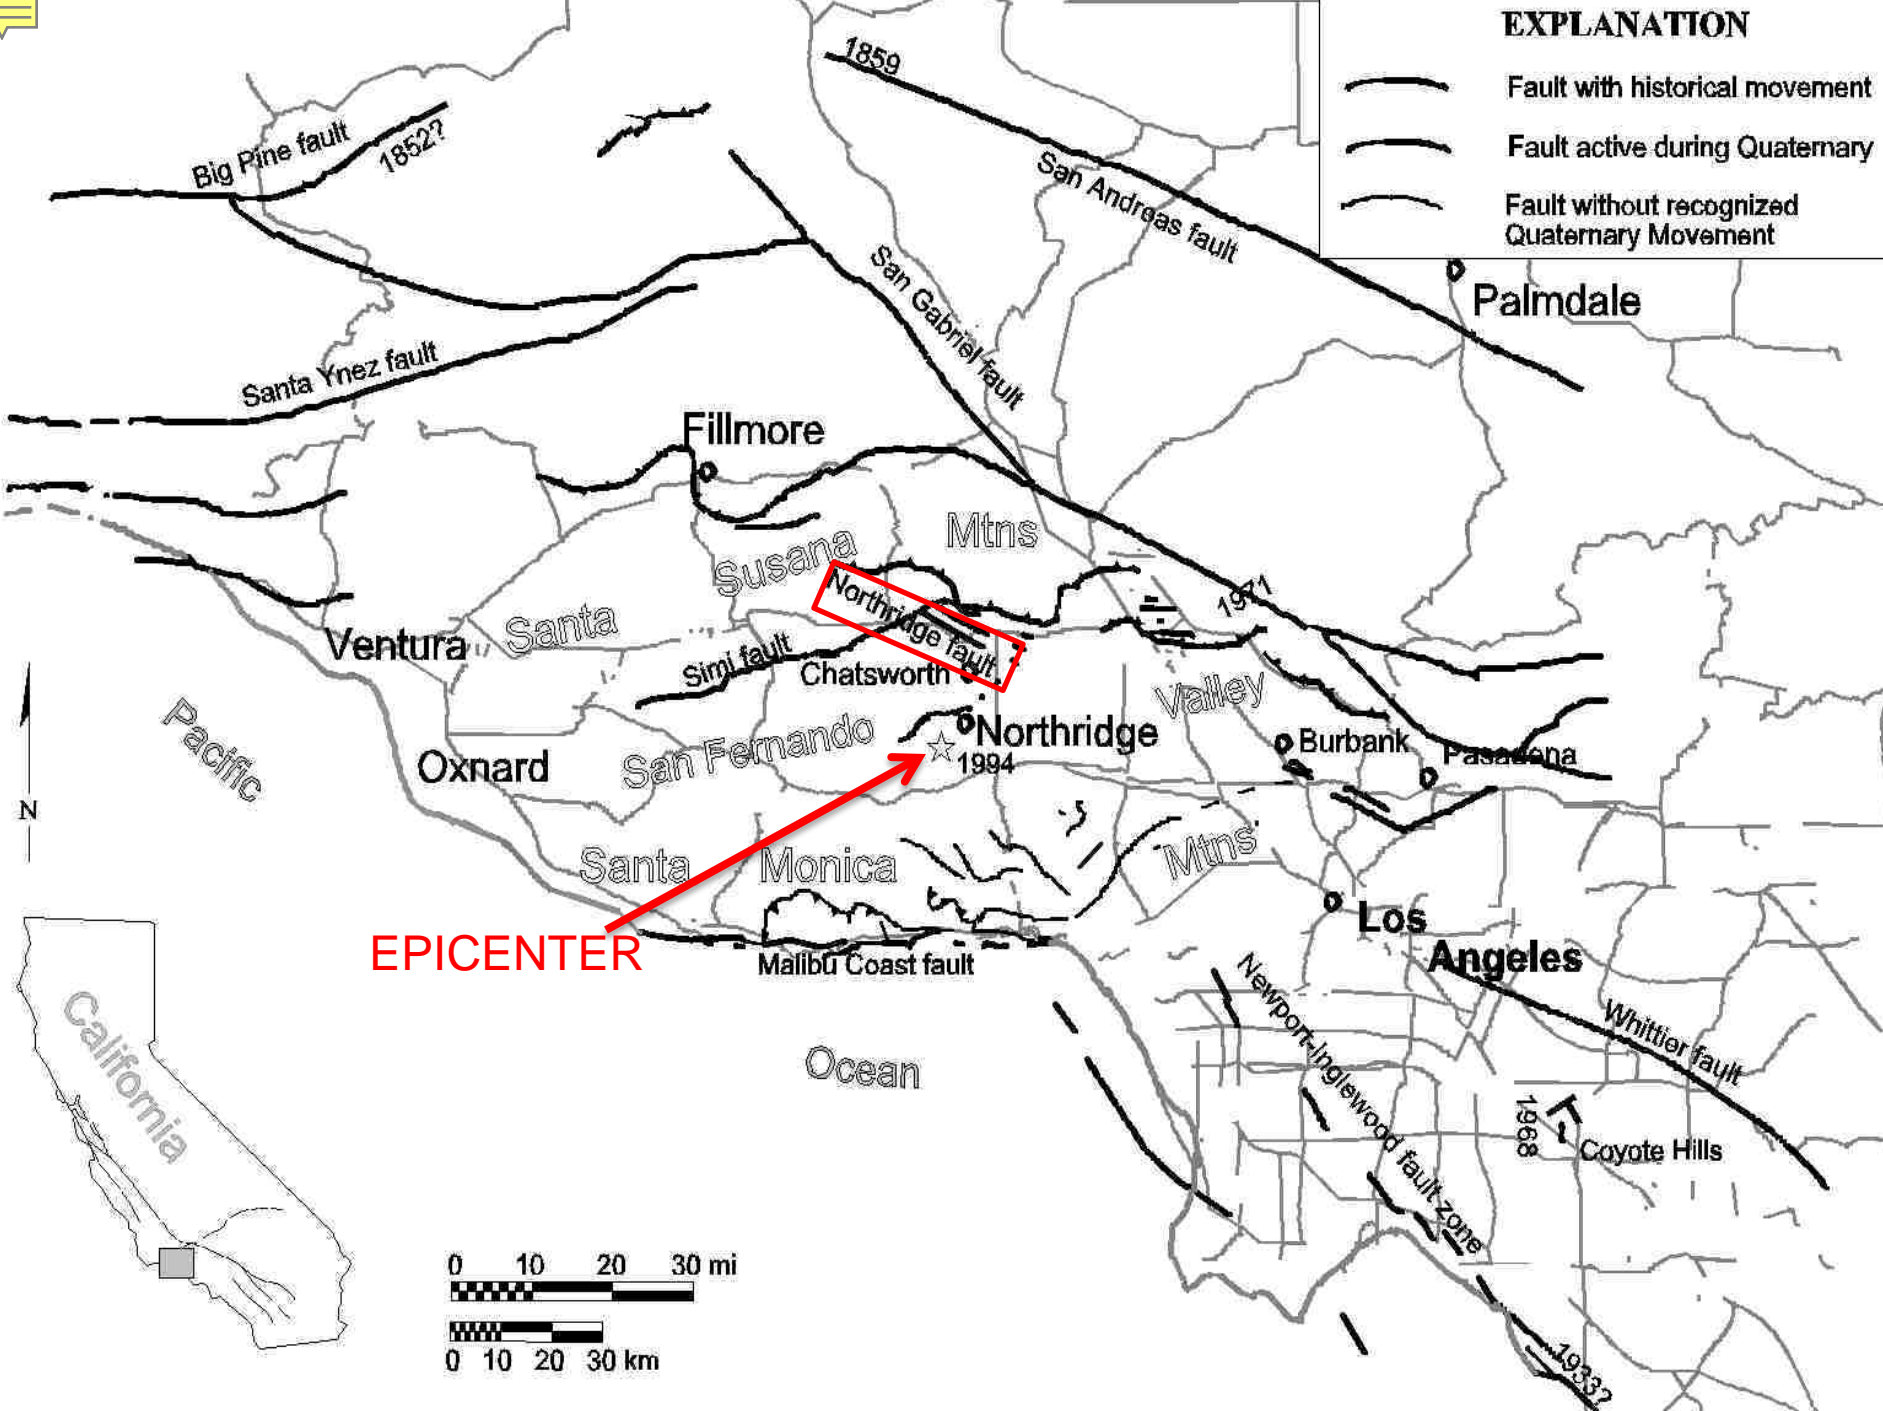 EXPLANATION
Fault with historical movement
Fault active during Quaternary
Fault without recognized
Quaternary Movement
1859
Big Pine fault
1852?
San Andreas fault
San Gabriel fault
Palmdale
Santa Ynez fault
Fillmore
Mtns
Susana
Santa
Northridge fault
1971
Ventura
Simi fault
Chatsworth
Valley
Pacific
Northridge
Burbank
Pasadena
San Fernando
1994
Oxnard
N
Santa
Monica
Mtns
Los
Angeles
EPICENTER
Malibu Coast fault
Newport-Inglewood fault zone
Whittier fault
California
Ocean
1968
Coyote Hills
0 10 20 30 mi
0 10 20 30 km
1933?